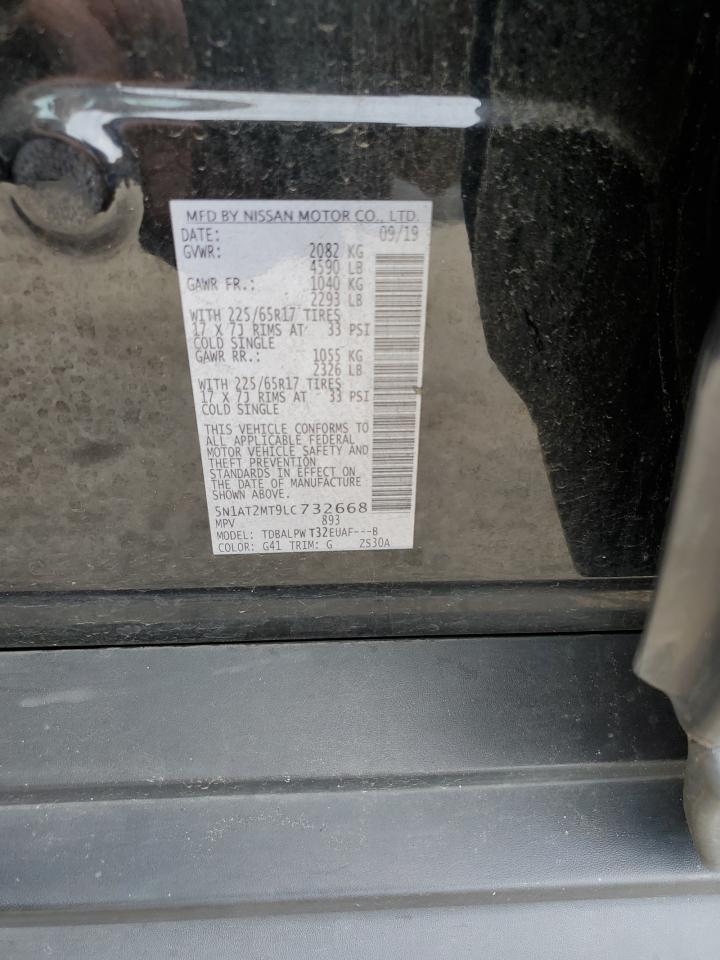 MFD BY NISSAN MOTOR CO., LTD.
DATE: 09/19
GVWR: 2082 KG
4590 LB
GAWR FR.: 1040 KG
2293 LB
WITH 225/65R17 TIRES
17 X 7J RIMS AT 33 PSI
COLD SINGLE
GAWR RR.: 1055 KG
2326 LB
WITH 225/65R17 TIRES
17 X 7J RIMS AT 33 PSI
COLD SINGLE
THIS VEHICLE CONFORMS TO
ALL APPLICABLE FEDERAL
MOTOR VEHICLE SAFETY AND
THEFT PREVENTION
STANDARDS IN EFFECT ON
THE DATE OF MANUFACTURE
SHOWN ABOVE.
5N1AT2MT9LC732668
MPV 893
MODEL: TDBALPW T32EUAF---B
COLOR: G41 TRIM: G ZS30A